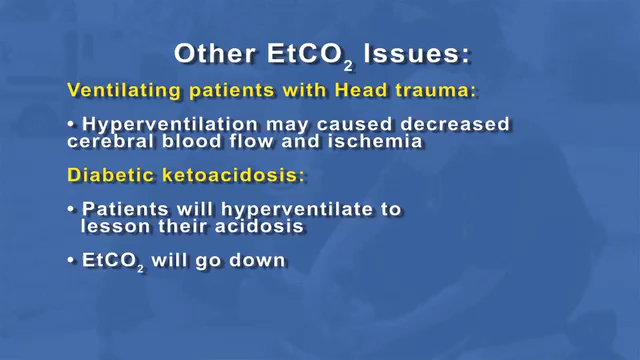 Other EtCO₂ Issues:
Ventilating patients with Head trauma:
• Hyperventilation may caused decreased
cerebral blood flow and ischemia
Diabetic ketoacidosis:
• Patients will hyperventilate to
lesson their acidosis
• EtCO₂ will go down